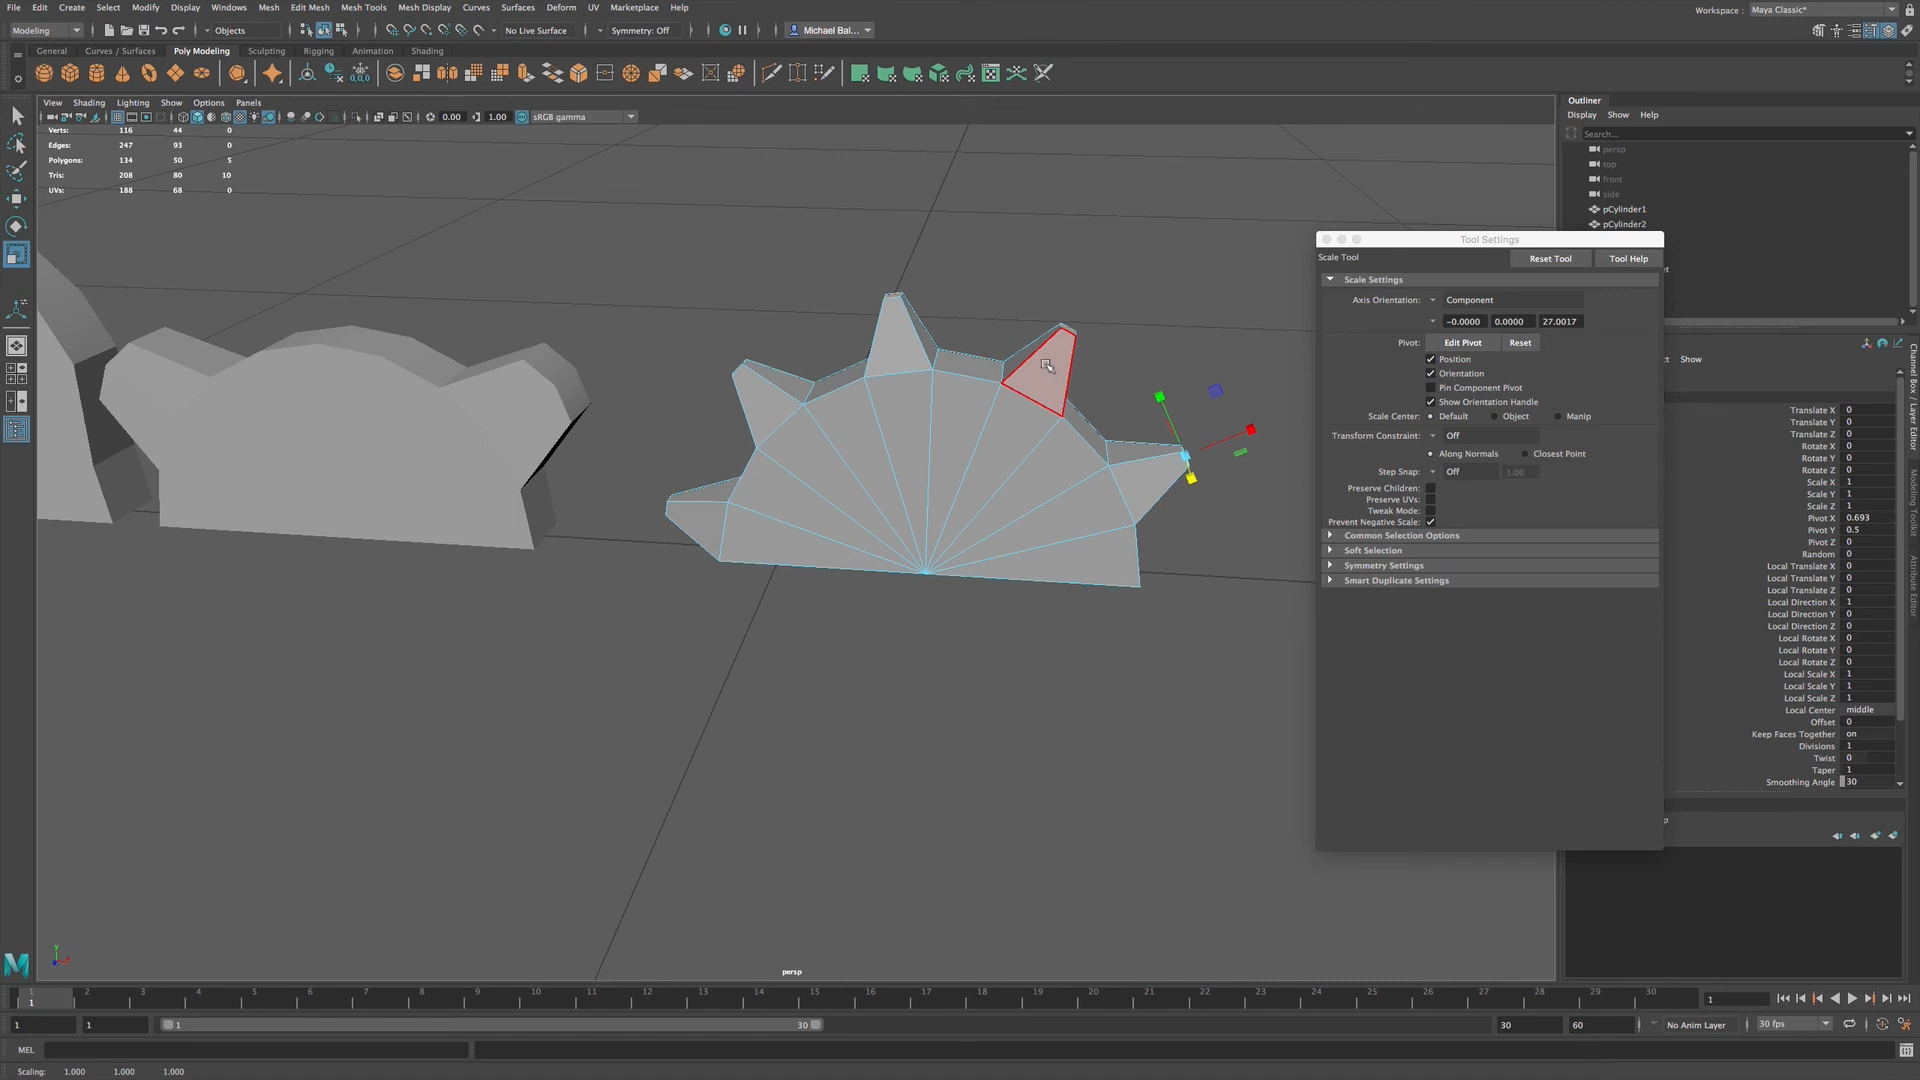 File Edit Create Select Modify Display Windows Mesh Edit Mesh Mesh Tools Mesh Display Curves Surfaces Deform UV Marketplace Help
Workspace : Maya Classic*
Modeling Objects No Live Surface Symmetry: Off Michael Bal...
General Curves / Surfaces Poly Modeling Sculpting Rigging Animation Shading
View Shading Lighting Show Options Panels
0.00 1.00 sRGB gamma
Verts: 116 44 0
Edges: 247 93 0
Polygons: 134 50 5
Tris: 208 80 10
UVs: 188 68 0
persp
Outliner
Display Show Help
Search...
persp
top
front
side
pCylinder1
pCylinder2
Tool Settings
Scale Tool Reset Tool Tool Help
Scale Settings
Axis Orientation: Component
-0.0000 0.0000 27.0017
Pivot: Edit Pivot Reset
Position
Orientation
Pin Component Pivot
Show Orientation Handle
Scale Center: Default Object Manip
Transform Constraint: Off
Along Normals Closest Point
Step Snap: Off 1.00
Preserve Children:
Preserve UVs:
Tweak Mode:
Prevent Negative Scale:
Common Selection Options
Soft Selection
Symmetry Settings
Smart Duplicate Settings
Show
Translate X 0
Translate Y 0
Translate Z 0
Rotate X 0
Rotate Y 0
Rotate Z 0
Scale X 1
Scale Y 1
Scale Z 1
Pivot X 0.693
Pivot Y 0.5
Pivot Z 0
Random 0
Local Translate X 0
Local Translate Y 0
Local Translate Z 0
Local Direction X 1
Local Direction Y 0
Local Direction Z 0
Local Rotate X 0
Local Rotate Y 0
Local Rotate Z 0
Local Scale X 1
Local Scale Y 1
Local Scale Z 1
Local Center middle
Offset 0
Keep Faces Together on
Divisions 1
Twist 0
Taper 1
Smoothing Angle 30
Channel Box / Layer Editor
Modeling Toolkit
Attribute Editor
1 2 3 4 5 6 7 8 9 10 11 12 13 14 15 16 17 18 19 20 21 22 23 24 25 26 27 28 29 30
1
1
1 1 1 30 30 60 No Anim Layer 30 fps
MEL
Scaling: 1.000 1.000 1.000